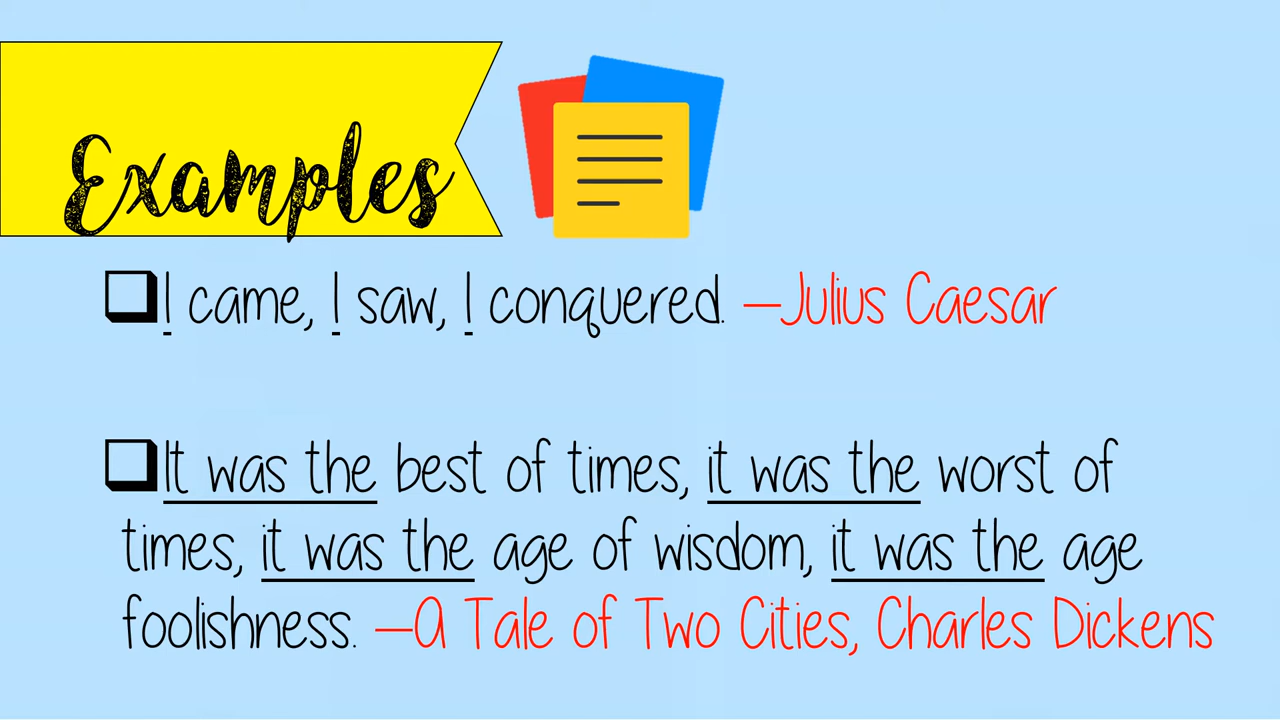 Examples
I came, I saw, I conquered. —Julius Caesar
It was the best of times, it was the worst of
times, it was the age of wisdom, it was the age
foolishness. —A Tale of Two Cities, Charles Dickens